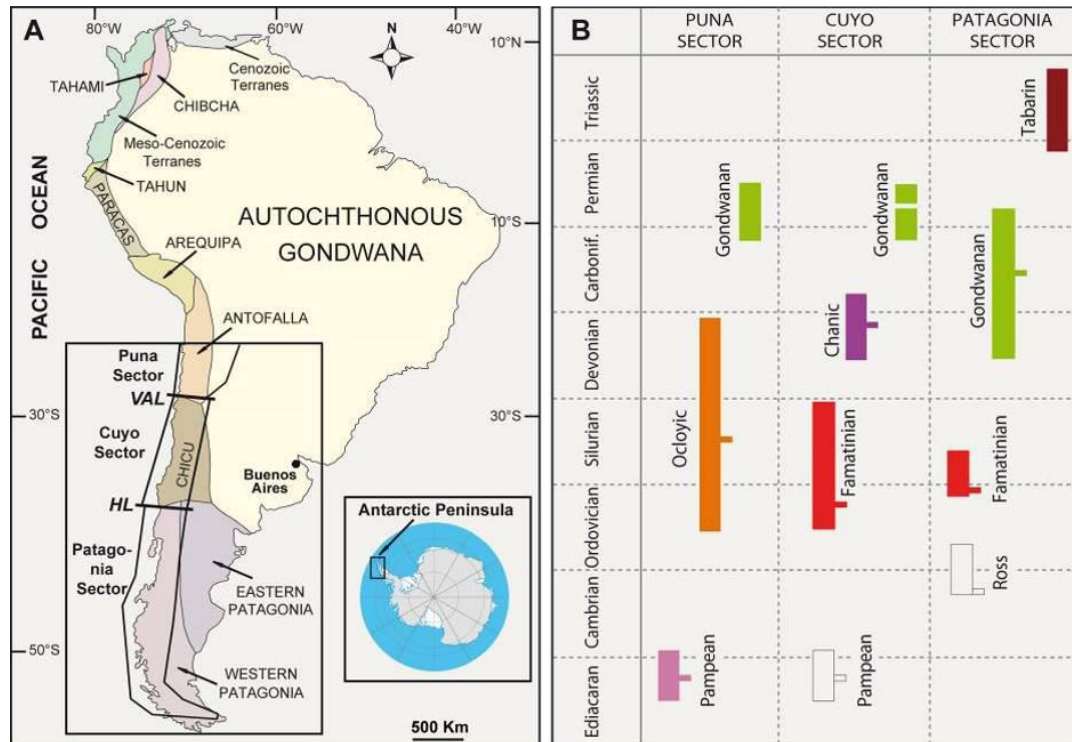 A
80°W
60°W
40°W
N
10°N
TAHAMI
CHIBCHA
Cenozoic
Terranes
Meso-Cenozoic
Terranes
TAHUN
PARACAS
PACIFIC OCEAN
AUTOCHTHONOUS
GONDWANA
10°S
AREQUIPA
ANTOFALLA
Puna
Sector
VAL
30°S
30°S
Cuyo
Sector
CHICU
Buenos
Aires
HL
Antarctic Peninsula
Patago-
nia
Sector
EASTERN
PATAGONIA
50°S
WESTERN
PATAGONIA
500 Km
B
PUNA
SECTOR
CUYO
SECTOR
PATAGONIA
SECTOR
Triassic
Tabarin
Permian
Gondwanan
Gondwanan
Carbonif.
Gondwanan
Devonian
Chanic
Silurian
Ocloyic
Famatinian
Famatinian
Ordovician
Cambrian
Ross
Ediacaran
Pampean
Pampean